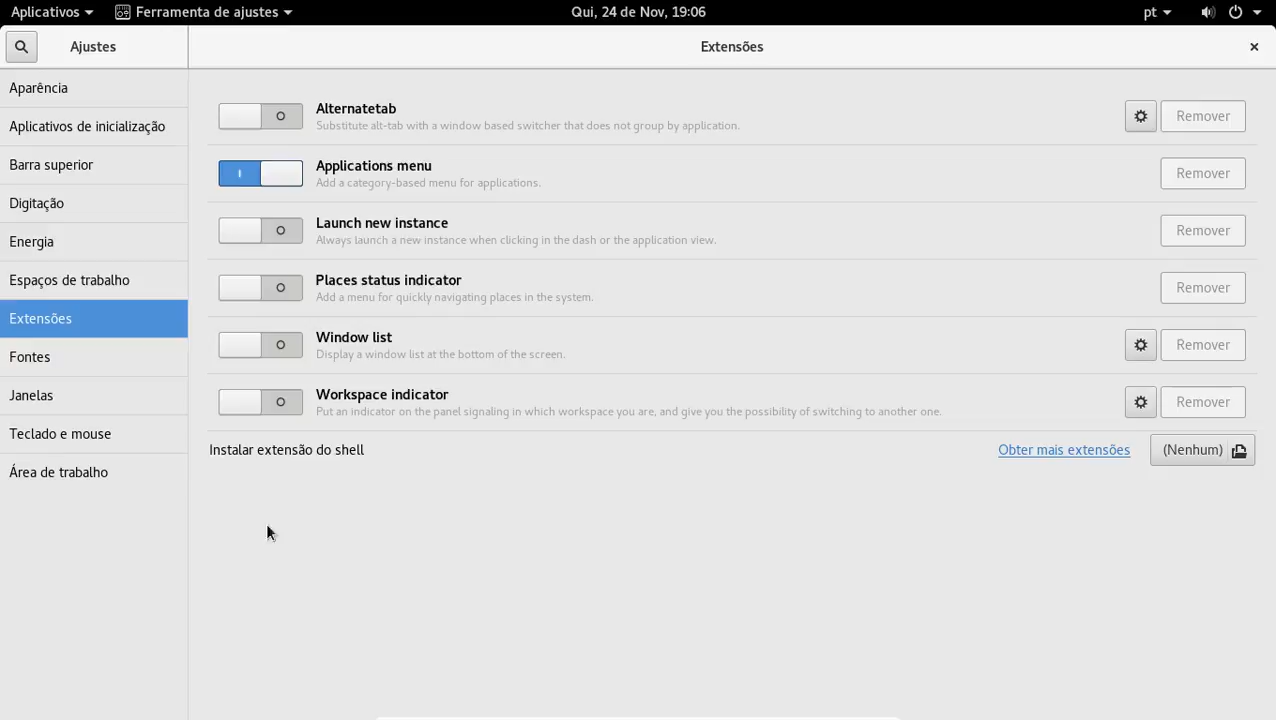 Aplicativos Ferramenta de ajustes Qui, 24 de Nov, 19:06 pt
Ajustes Extensões
Aparência
Aplicativos de inicialização
Barra superior
Digitação
Energia
Espaços de trabalho
Extensões
Fontes
Janelas
Teclado e mouse
Área de trabalho
Alternatetab
Substitute alt-tab with a window based switcher that does not group by application.
Remover
Applications menu
Add a category-based menu for applications.
Remover
Launch new instance
Always launch a new instance when clicking in the dash or the application view.
Remover
Places status indicator
Add a menu for quickly navigating places in the system.
Remover
Window list
Display a window list at the bottom of the screen.
Remover
Workspace indicator
Put an indicator on the panel signaling in which workspace you are, and give you the possibility of switching to another one.
Remover
Instalar extensão do shell Obter mais extensões (Nenhum)